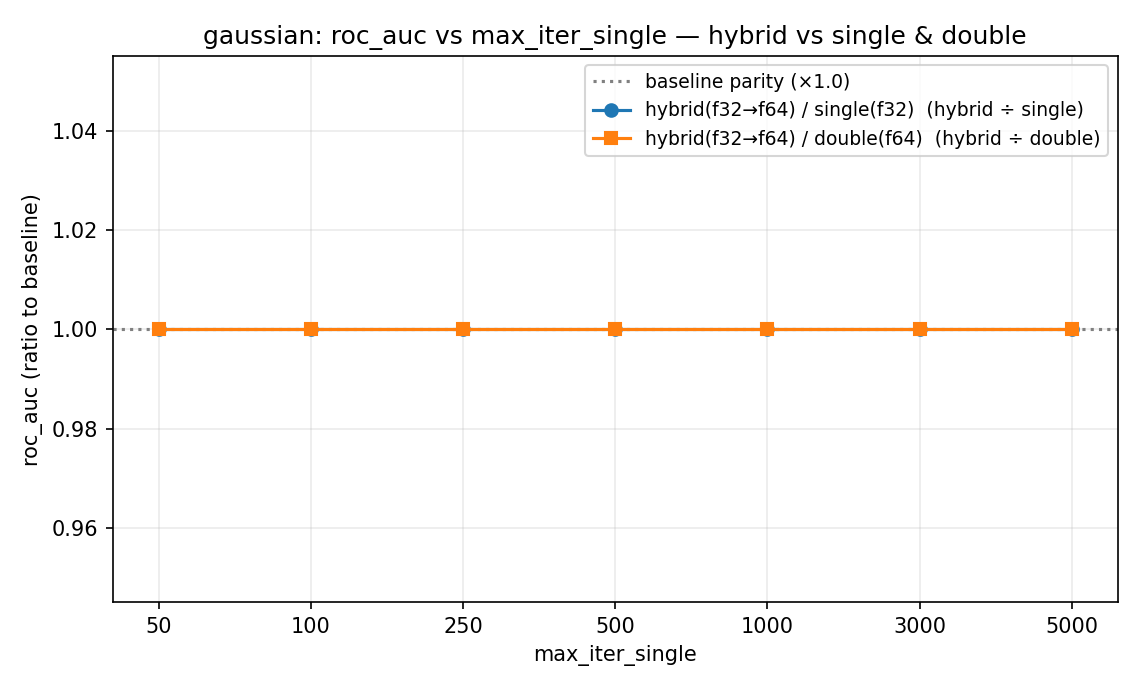 gaussian: roc_auc vs max_iter_single — hybrid vs single & double
baseline parity (×1.0)
hybrid(f32→f64) / single(f32)  (hybrid ÷ single)
hybrid(f32→f64) / double(f64)  (hybrid ÷ double)
roc_auc (ratio to baseline)
1.04
1.02
1.00
0.98
0.96
50 100 250 500 1000 3000 5000
max_iter_single